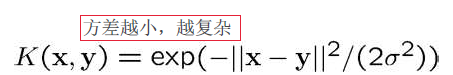 方差越小，越复杂
K(x, y) = exp(−||x − y||²/(2σ²))